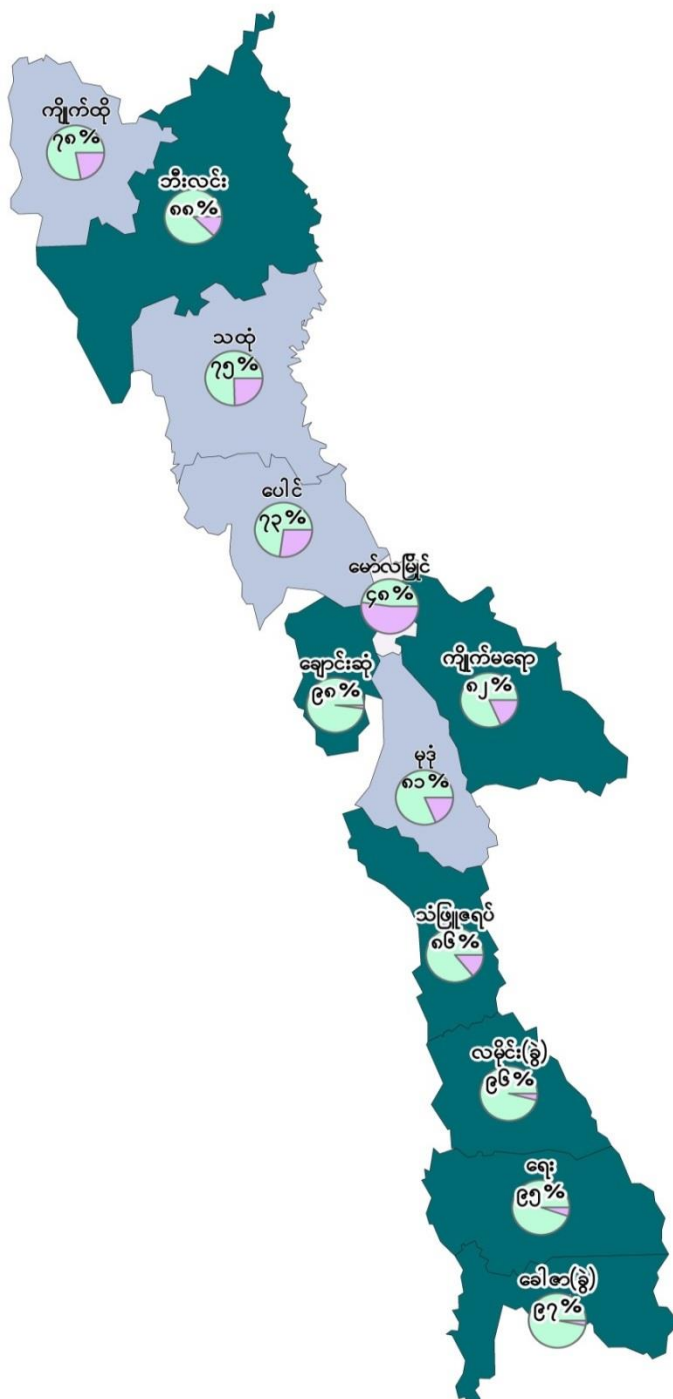 ကျိုက်ထို
၇၈%
ဘီးလင်း
၈၈%
သထုံ
၇၅%
ပေါင်
၇၃%
မော်လမြိုင်
၄၈%
ချောင်းဆုံ
၉၈%
ကျိုက်မရော
၈၂%
မုဒုံ
၈၁%
သံဖြူဇရပ်
၈၆%
လမိုင်း(ခွဲ)
၉၆%
ရေး
၉၅%
ခေါဇာ(ခွဲ)
၉၇%